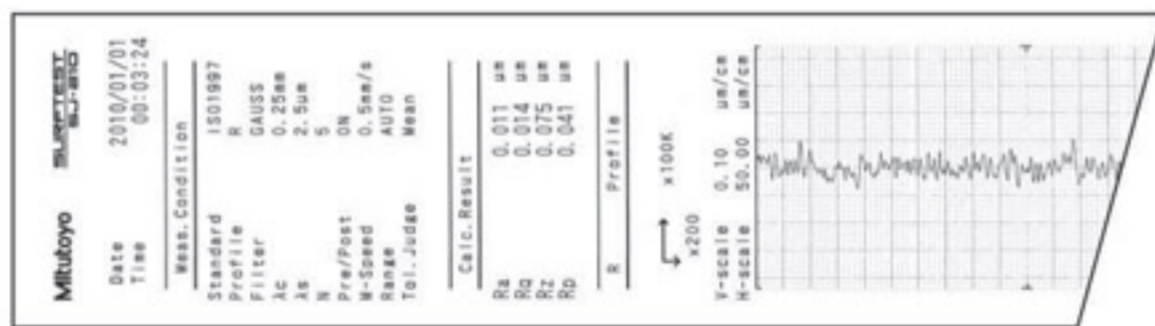 Mitutoyo SURFTEST SJ-210
Date 2010/01/01
Time 00:03:24
Meas. Condition
Standard ISO1997
Profile R
Filter GAUSS
λc 0.25mm
λs 2.5um
N 5
Pre/Post ON
M-Speed 0.5mm/s
Range AUTO
Tol. Judge Mean
Calc. Result
Ra 0.011 um
Rq 0.014 um
Rz 0.075 um
Rp 0.041 um
R Profile
x100K
x200
V-scale 0.10 um/cm
H-scale 50.00 um/cm